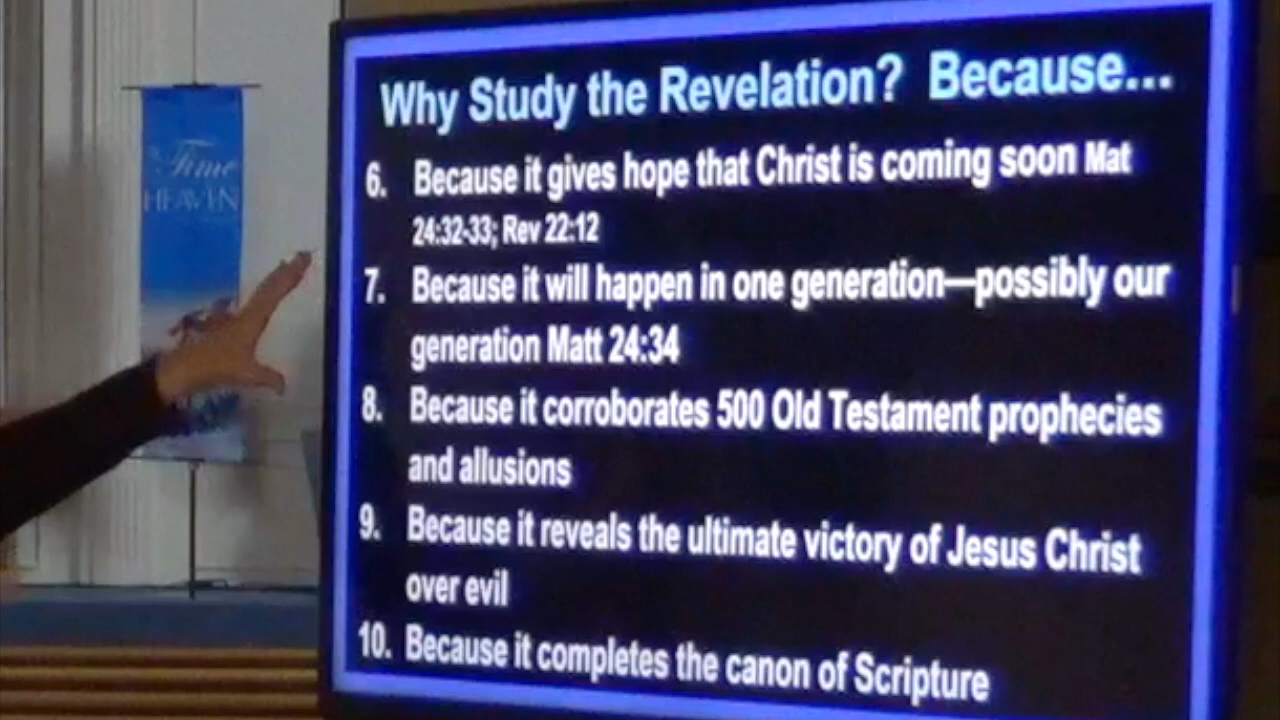 Time
HEAVEN
Why Study the Revelation? Because...
6. Because it gives hope that Christ is coming soon Mat
24:32-33; Rev 22:12
7. Because it will happen in one generation—possibly our
generation Matt 24:34
8. Because it corroborates 500 Old Testament prophecies
and allusions
9. Because it reveals the ultimate victory of Jesus Christ
over evil
10. Because it completes the canon of Scripture